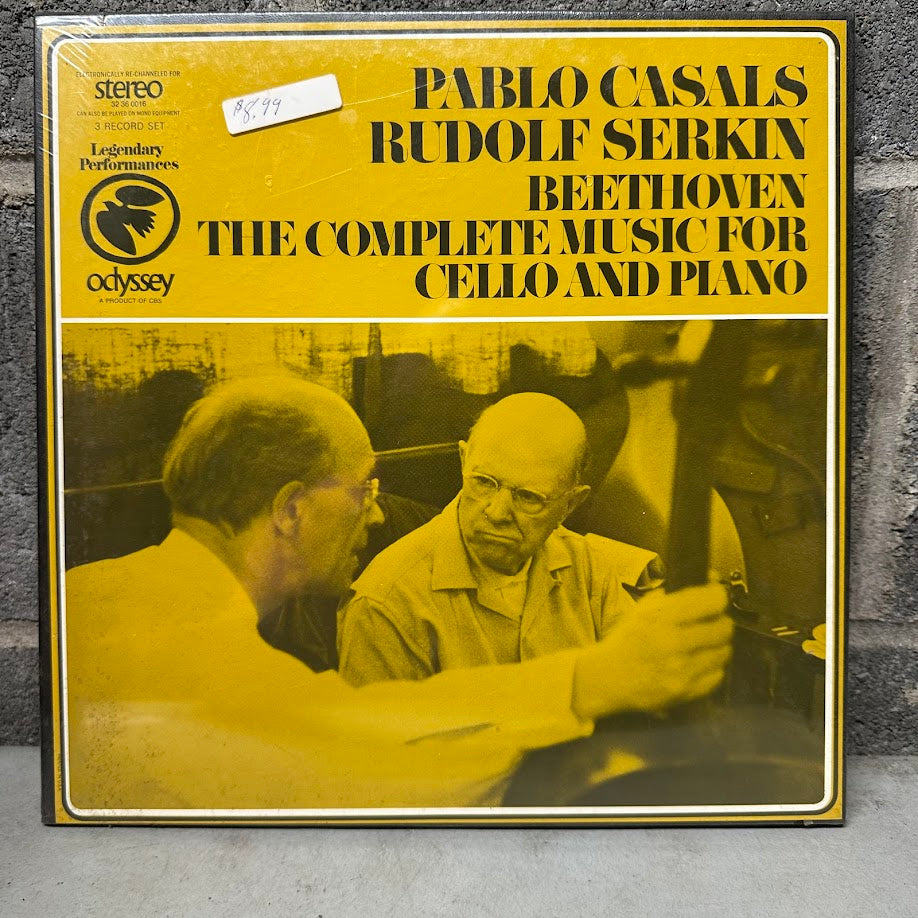 ELECTRONICALLY RE-CHANNELED FOR
stereo
32 36 0016
CAN ALSO BE PLAYED ON MONO EQUIPMENT
3 RECORD SET
Legendary
Performances
odyssey
A PRODUCT OF CBS
$8.99
PABLO CASALS
RUDOLF SERKIN
BEETHOVEN
THE COMPLETE MUSIC FOR
CELLO AND PIANO